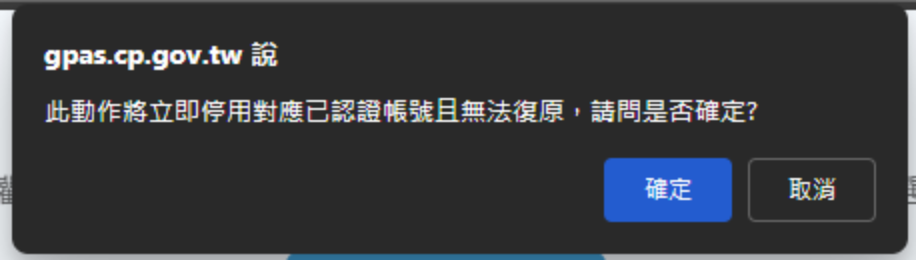 gpas.cp.gov.tw 說
此動作將立即停用對應已認證帳號且無法復原，請問是否確定?
確定
取消